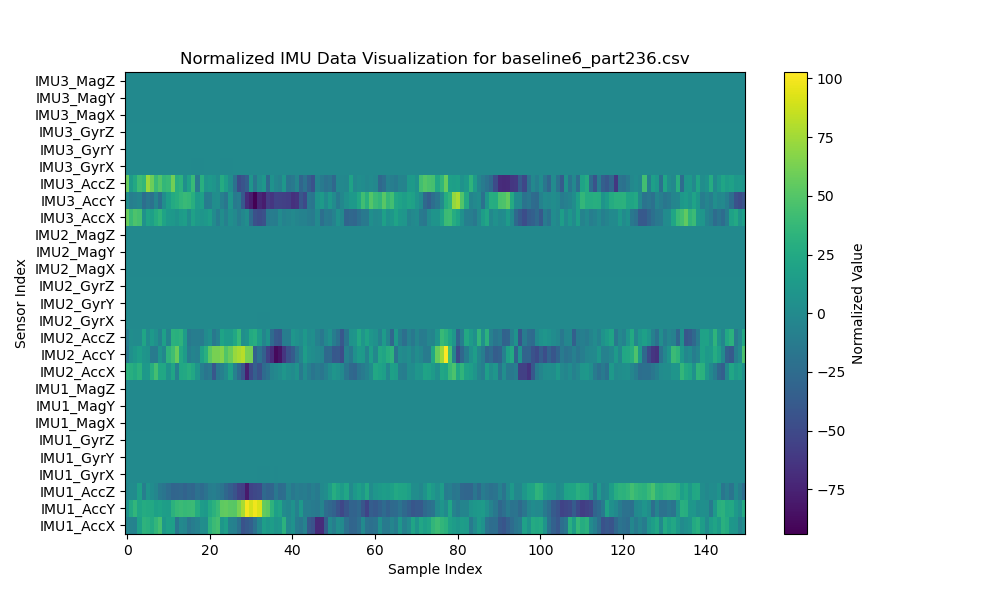 Normalized IMU Data Visualization for baseline6_part236.csv
IMU3_MagZ
IMU3_MagY
IMU3_MagX
IMU3_GyrZ
IMU3_GyrY
IMU3_GyrX
IMU3_AccZ
IMU3_AccY
IMU3_AccX
IMU2_MagZ
IMU2_MagY
IMU2_MagX
IMU2_GyrZ
IMU2_GyrY
IMU2_GyrX
IMU2_AccZ
IMU2_AccY
IMU2_AccX
IMU1_MagZ
IMU1_MagY
IMU1_MagX
IMU1_GyrZ
IMU1_GyrY
IMU1_GyrX
IMU1_AccZ
IMU1_AccY
IMU1_AccX
Sensor Index
0 20 40 60 80 100 120 140
Sample Index
100
75
50
25
0
−25
−50
−75
Normalized Value